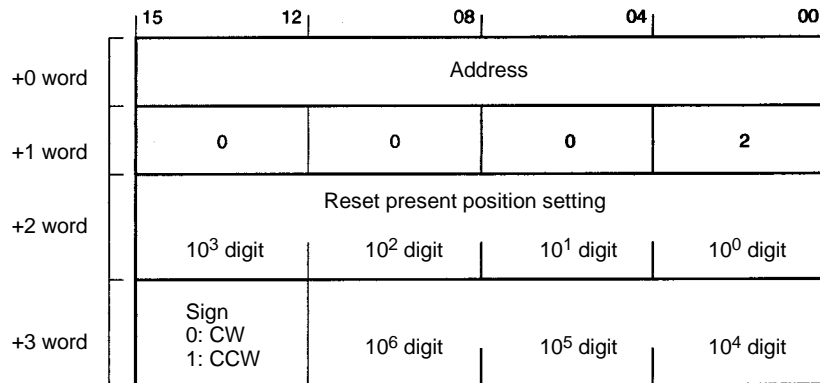 15 12 08 04 00
+0 word Address
+1 word 0 0 0 2
Reset present position setting
+2 word
10³ digit 10² digit 10¹ digit 10⁰ digit
Sign
0: CW
+3 word 10⁶ digit 10⁵ digit 10⁴ digit
1: CCW